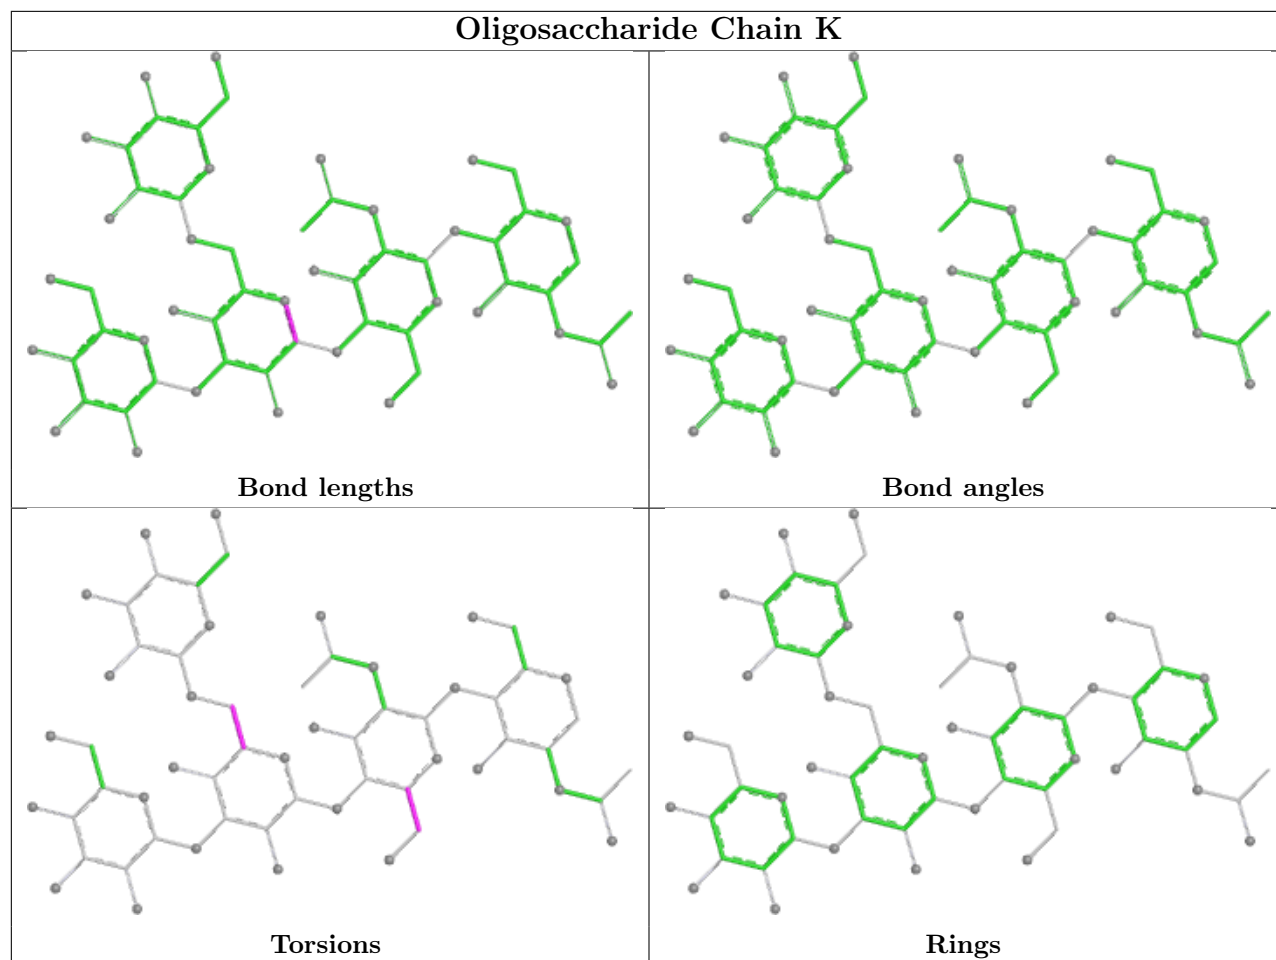 Oligosaccharide Chain K
Bond lengths
Bond angles
Torsions
Rings